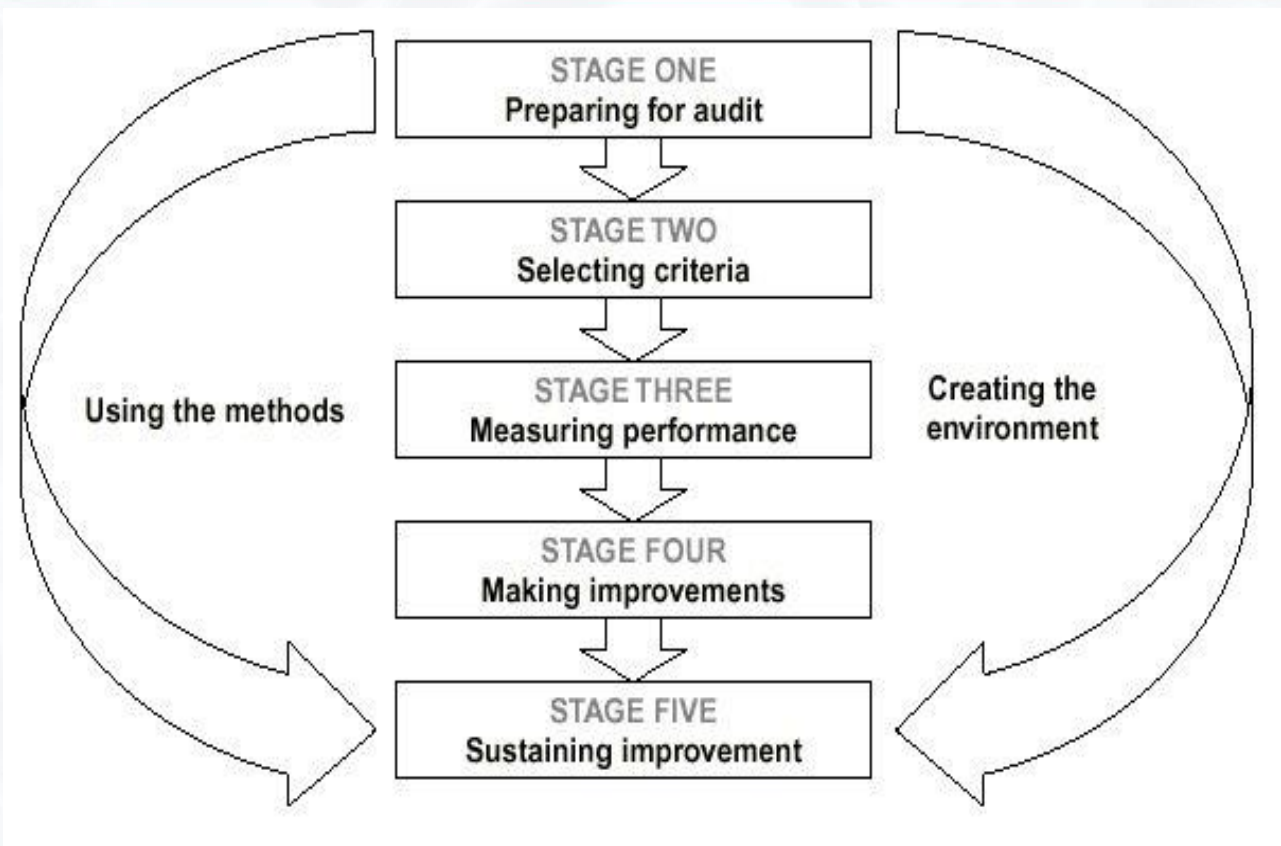 STAGE ONE
Preparing for audit
STAGE TWO
Selecting criteria
STAGE THREE
Measuring performance
STAGE FOUR
Making improvements
STAGE FIVE
Sustaining improvement
Using the methods
Creating the
environment